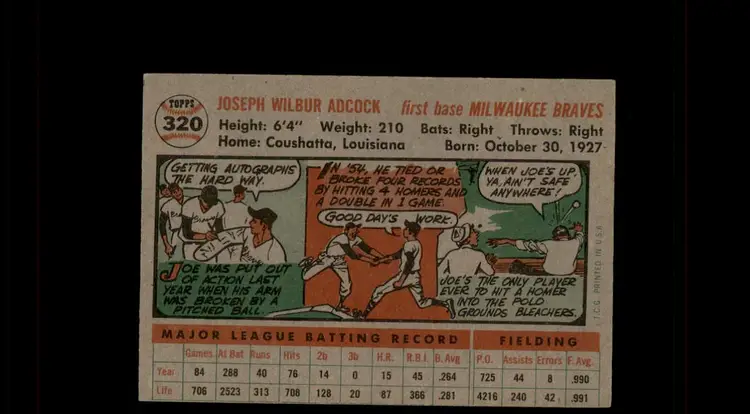 TOPPS
320
JOSEPH WILBUR ADCOCK first base MILWAUKEE BRAVES
Height: 6'4" Weight: 210 Bats: Right Throws: Right
Home: Coushatta, Louisiana Born: October 30, 1927
GETTING AUTOGRAPHS
THE HARD WAY.
Braves
JOE WAS PUT OUT
OF ACTION LAST
YEAR WHEN HIS ARM
WAS BROKEN BY A
PITCHED BALL.
IN '54, HE TIED OR
BROKE FOUR RECORDS
BY HITTING 4 HOMERS AND
A DOUBLE IN 1 GAME.
GOOD DAY'S WORK.
WHEN JOE'S UP,
YA AIN'T SAFE
ANYWHERE!
JOE'S THE ONLY PLAYER
EVER TO HIT A HOMER
INTO THE POLO
GROUNDS BLEACHERS.
T.C.G. PRINTED IN U.S.A.
MAJOR LEAGUE BATTING RECORD FIELDING
Games At Bat Runs Hits 2b 3b H.R. R.B.I. B.Avg P.O. Assists Errors F.Avg.
Year 84 288 40 76 14 0 15 45 .264 725 44 8 .990
Life 706 2523 313 708 128 20 87 366 .281 4216 240 42 .991